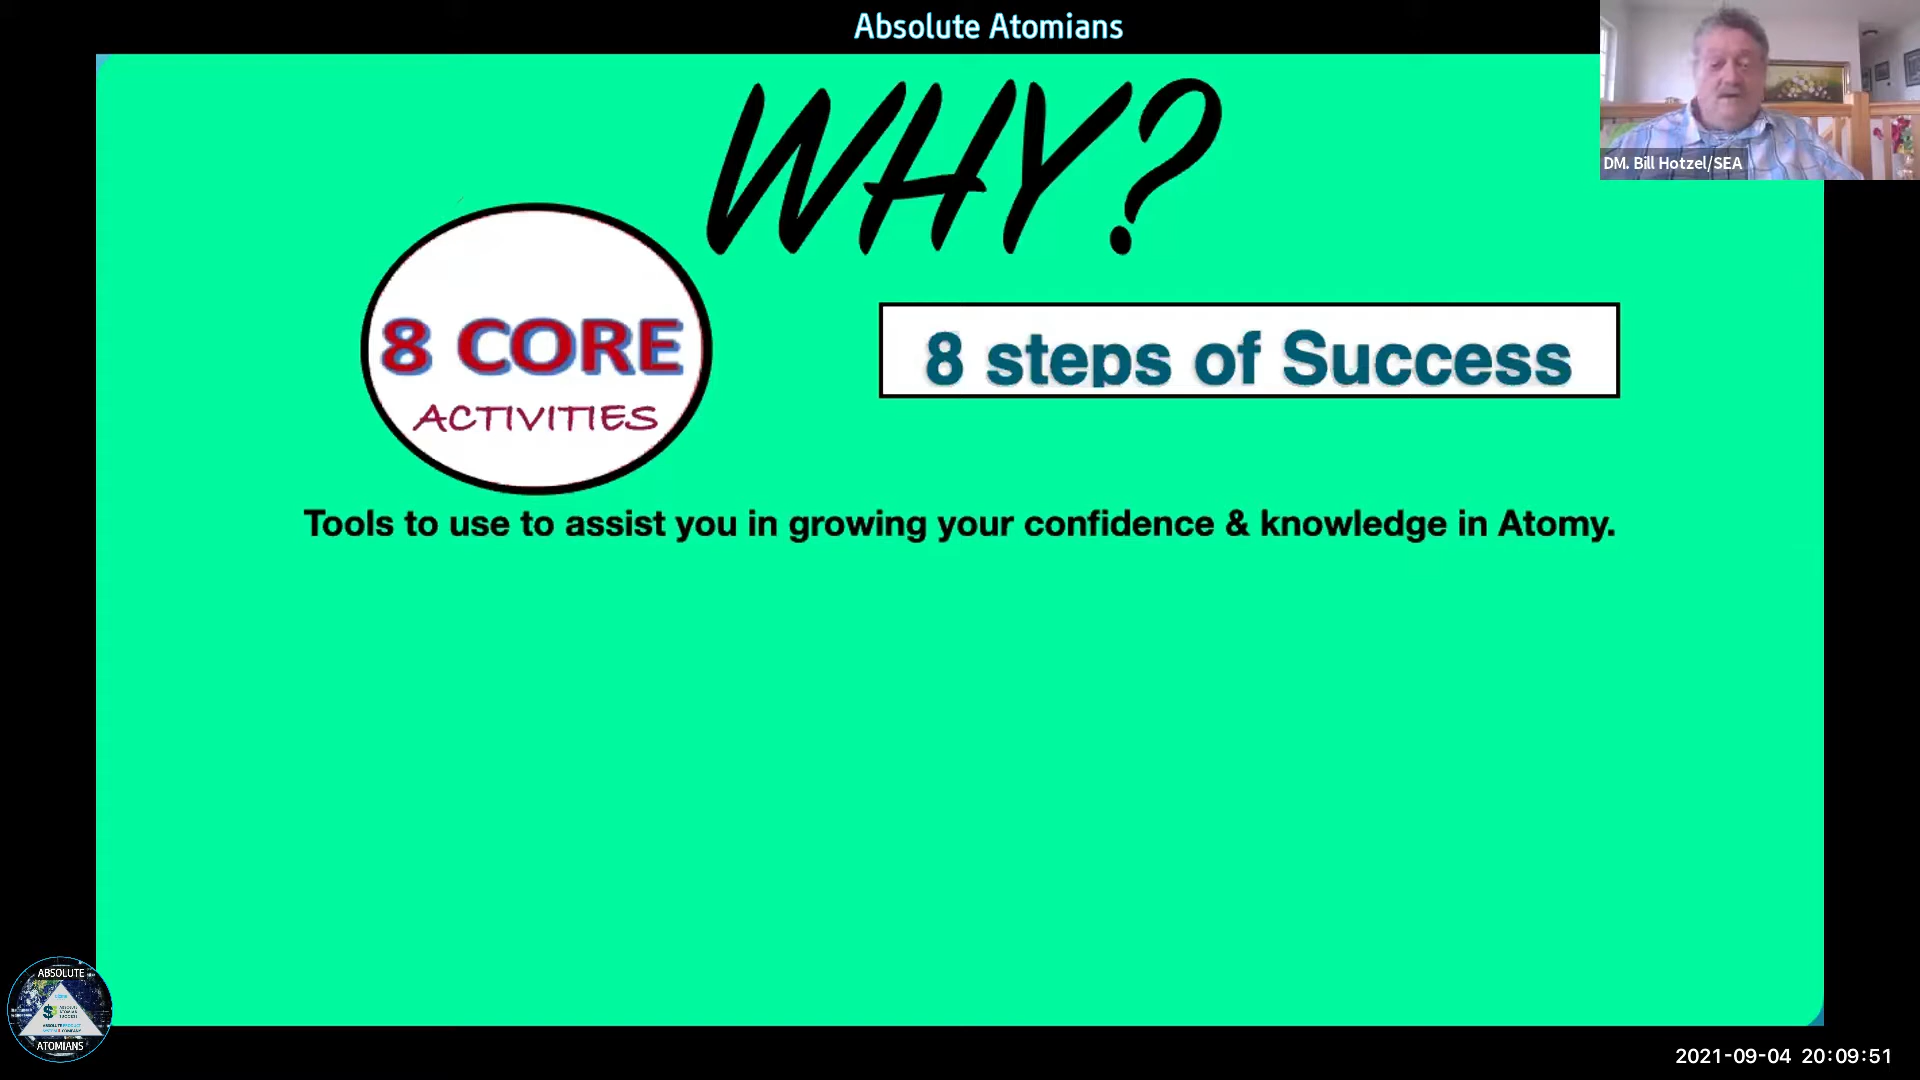 Absolute Atomians
WHY?
DM. Bill Hotzel/SEA
8 CORE
ACTIVITIES
8 steps of Success
Tools to use to assist you in growing your confidence & knowledge in Atomy.
ABSOLUTE
ATOMIANS
2021-09-04 20:09:51